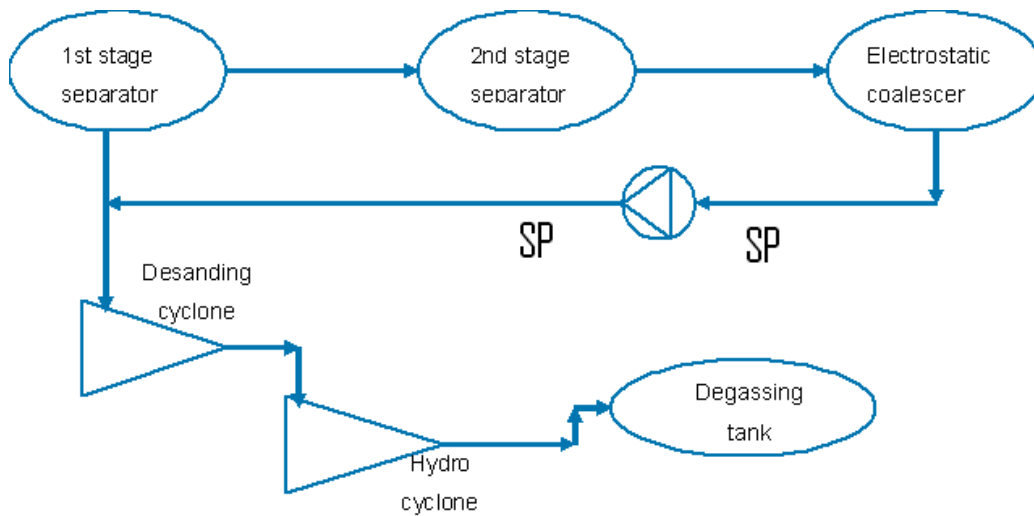 1st stage
separator
2nd stage
separator
Electrostatic
coalescer
SP
SP
Desanding
cyclone
Degassing
tank
Hydro
cyclone